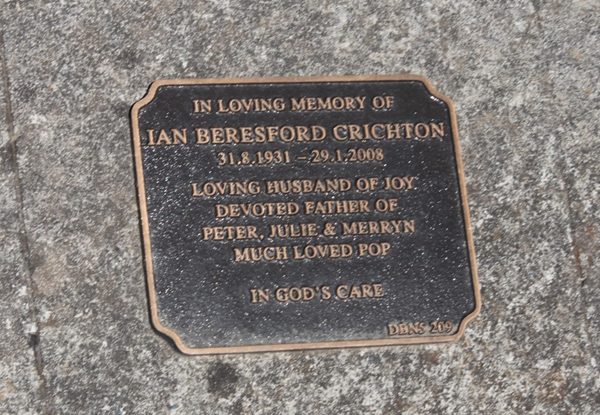 IN LOVING MEMORY OF
IAN BERESFORD CRICHTON
31.8.1931 – 29.1.2008
LOVING HUSBAND OF JOY
DEVOTED FATHER OF
PETER, JULIE & MERRYN
MUCH LOVED POP
IN GOD'S CARE
DBN5 209